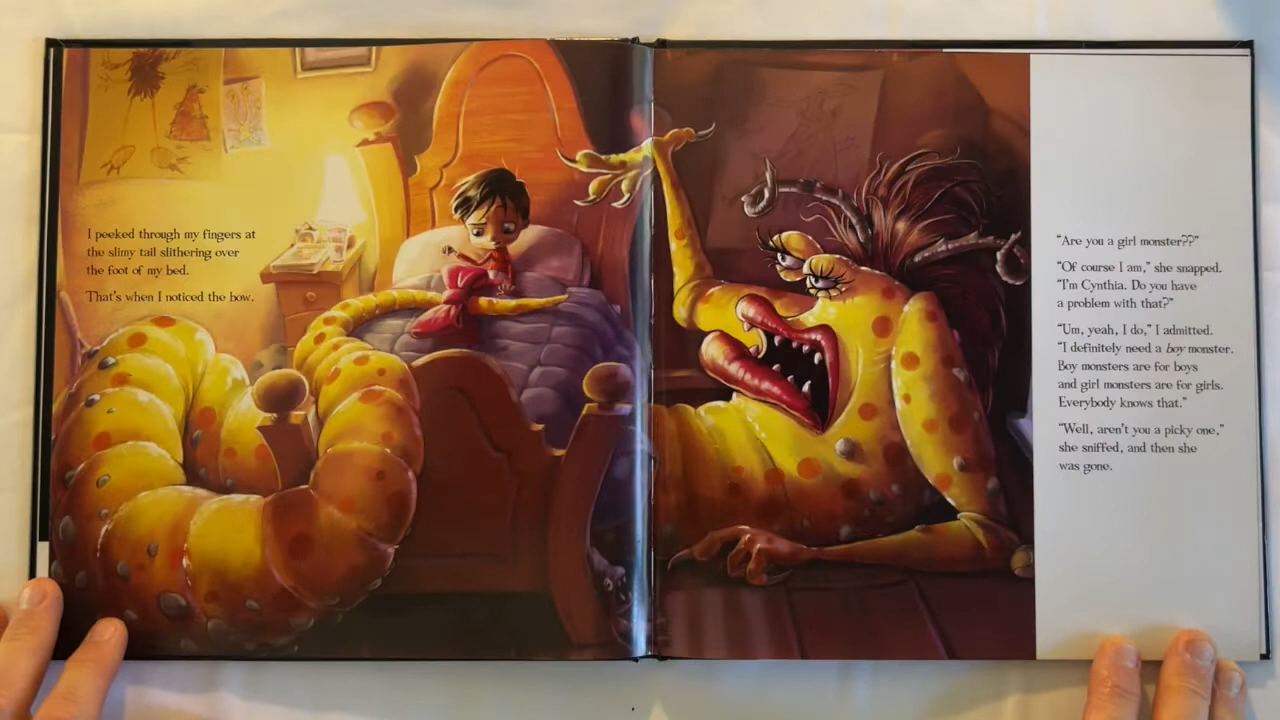 I peeked through my fingers at
the slimy tail slithering over
the foot of my bed.
That's when I noticed the bow.
"Are you a girl monster??"
"Of course I am," she snapped.
"I'm Cynthia. Do you have
a problem with that?"
"Um, yeah, I do," I admitted.
"I definitely need a boy monster.
Boy monsters are for boys
and girl monsters are for girls.
Everybody knows that."
"Well, aren't you a picky one,"
she sniffed, and then she
was gone.